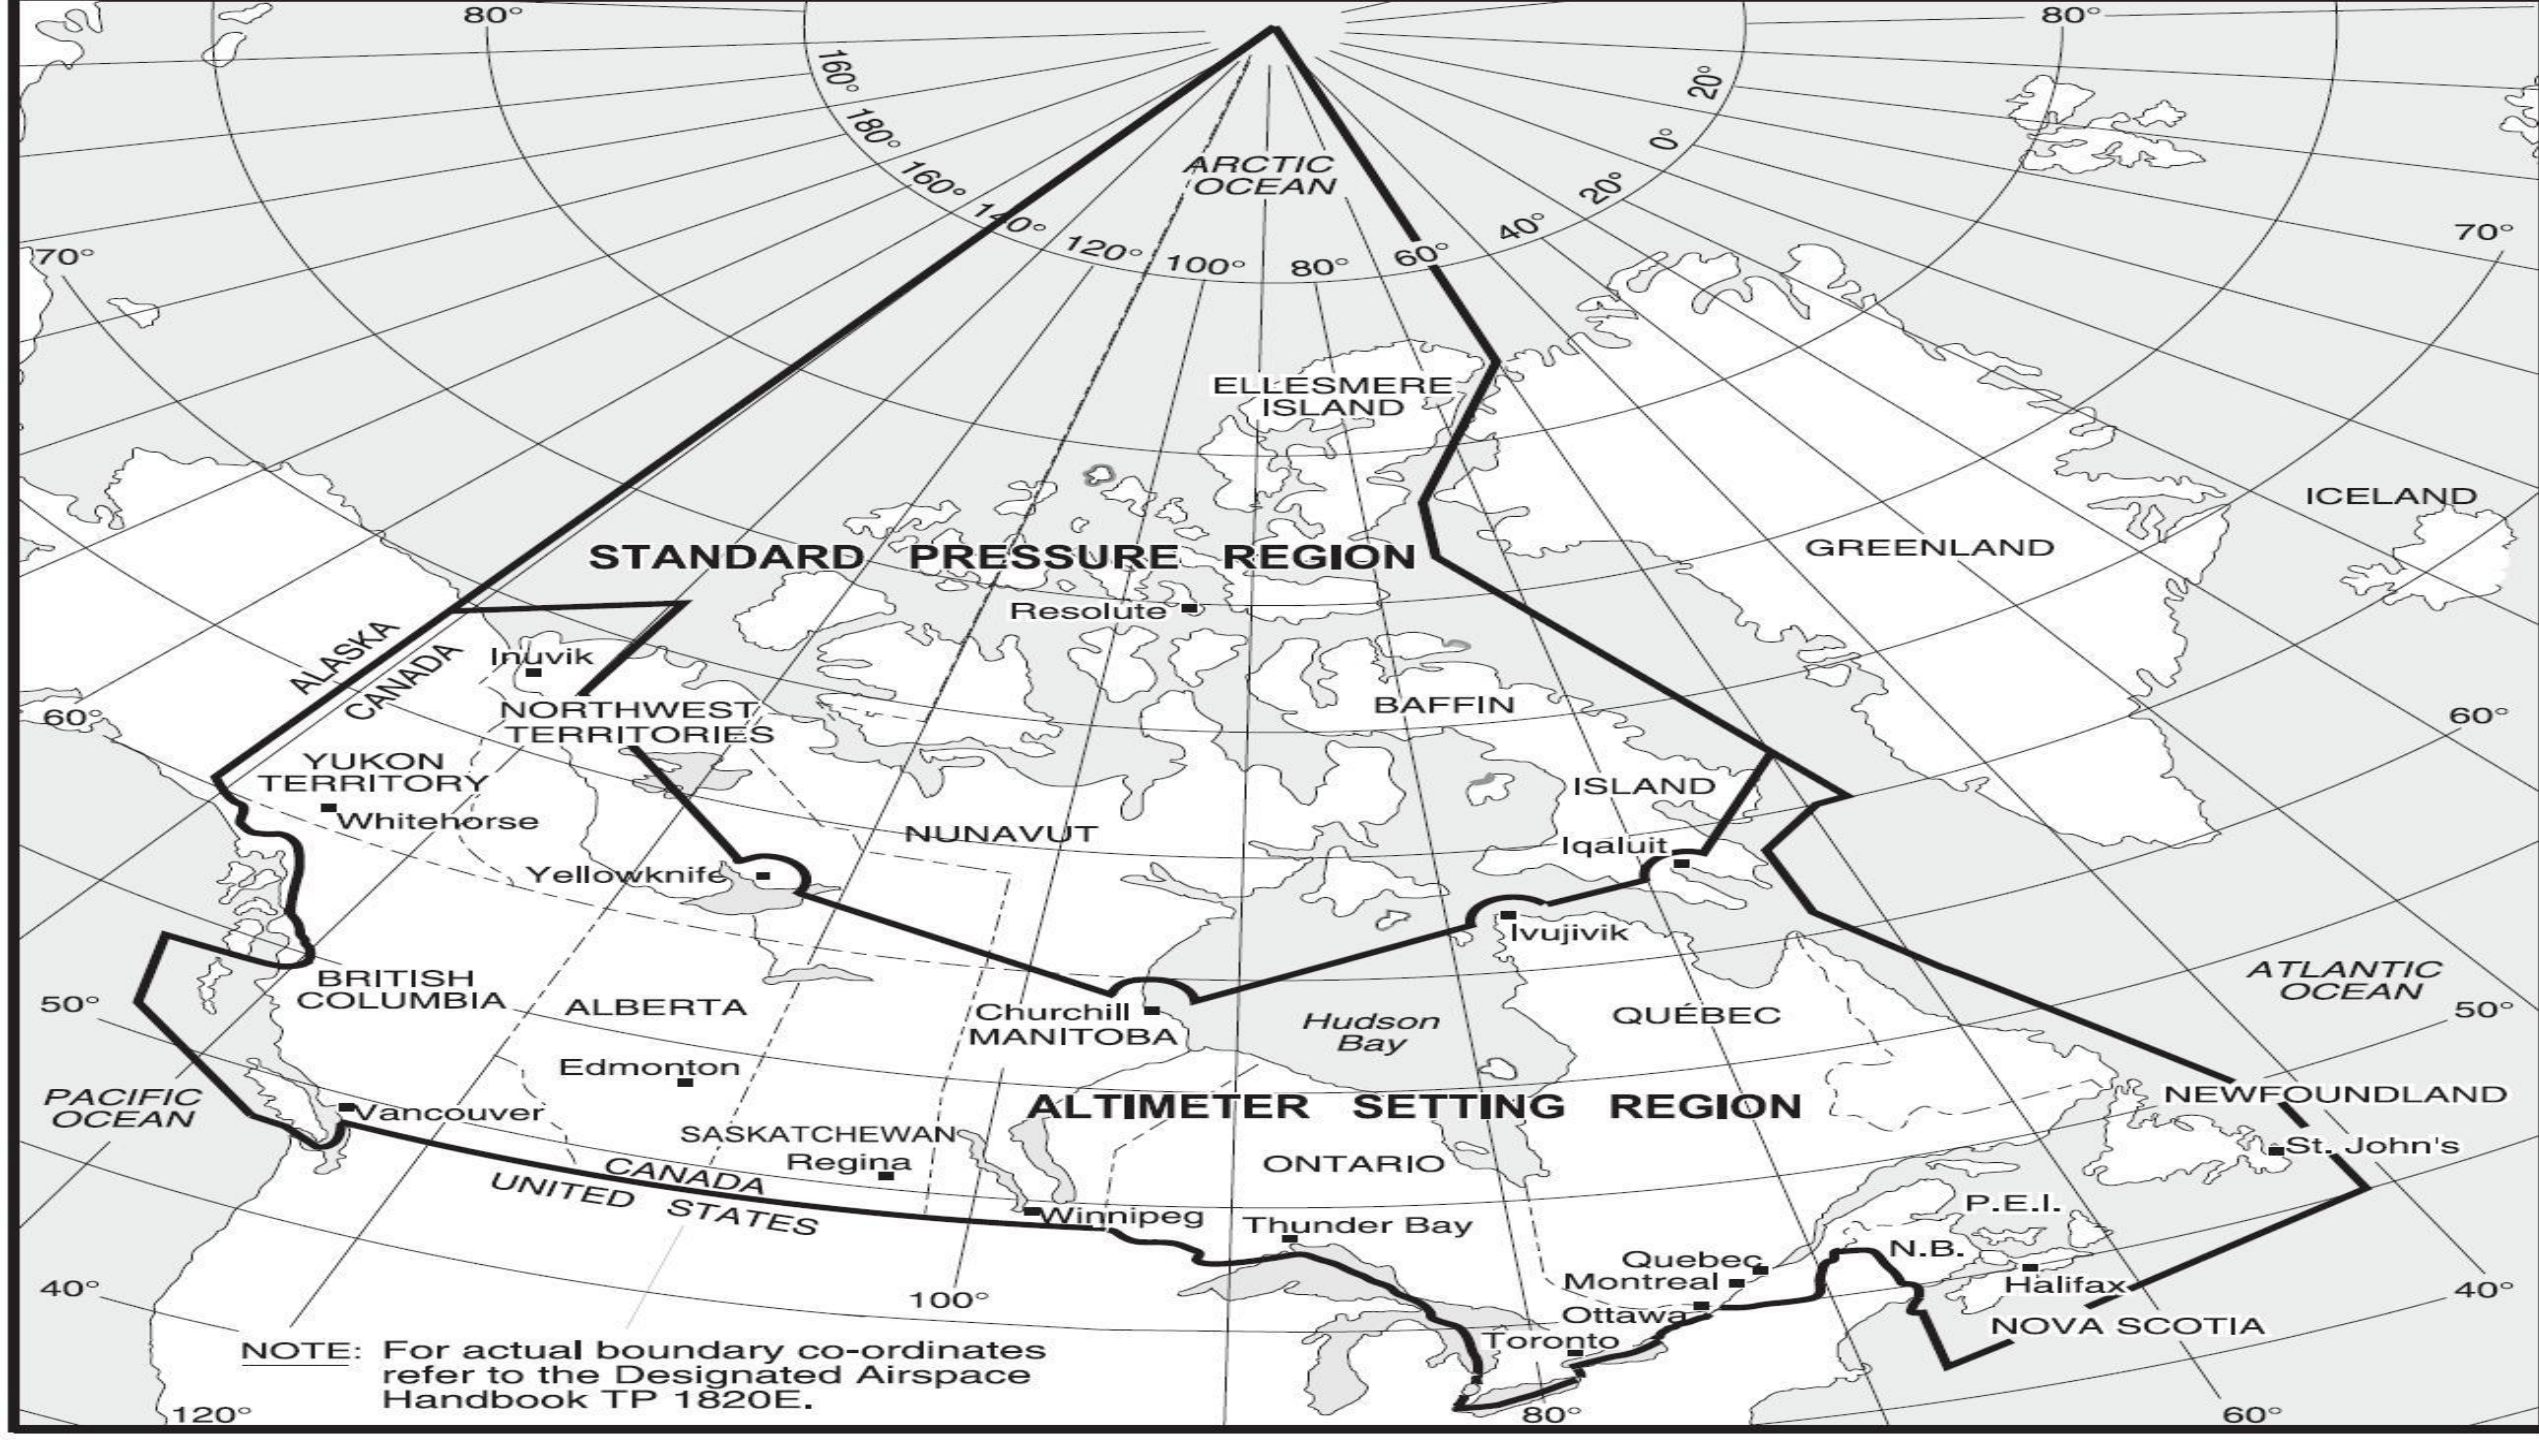 80°
80°
160°
180°
160°
140°
120°
100°
80°
60°
40°
20°
0°
20°
ARCTIC
OCEAN
70°
70°
ELLESMERE
ISLAND
ICELAND
GREENLAND
STANDARD PRESSURE REGION
Resolute
ALASKA
CANADA
Inuvik
NORTHWEST
TERRITORIES
BAFFIN
60°
60°
YUKON
TERRITORY
ISLAND
Whitehorse
NUNAVUT
Iqaluit
Yellowknife
Ivujivik
BRITISH
COLUMBIA
ALBERTA
Churchill
MANITOBA
Hudson
Bay
QUÉBEC
ATLANTIC
OCEAN
50°
50°
Edmonton
PACIFIC
OCEAN
Vancouver
ALTIMETER SETTING REGION
NEWFOUNDLAND
SASKATCHEWAN
Regina
ONTARIO
St. John's
CANADA
UNITED STATES
Winnipeg
Thunder Bay
P.E.I.
N.B.
Quebec
Montreal
Halifax
Ottawa
Toronto
NOVA SCOTIA
40°
40°
100°
NOTE: For actual boundary co-ordinates
refer to the Designated Airspace
Handbook TP 1820E.
120°
80°
60°